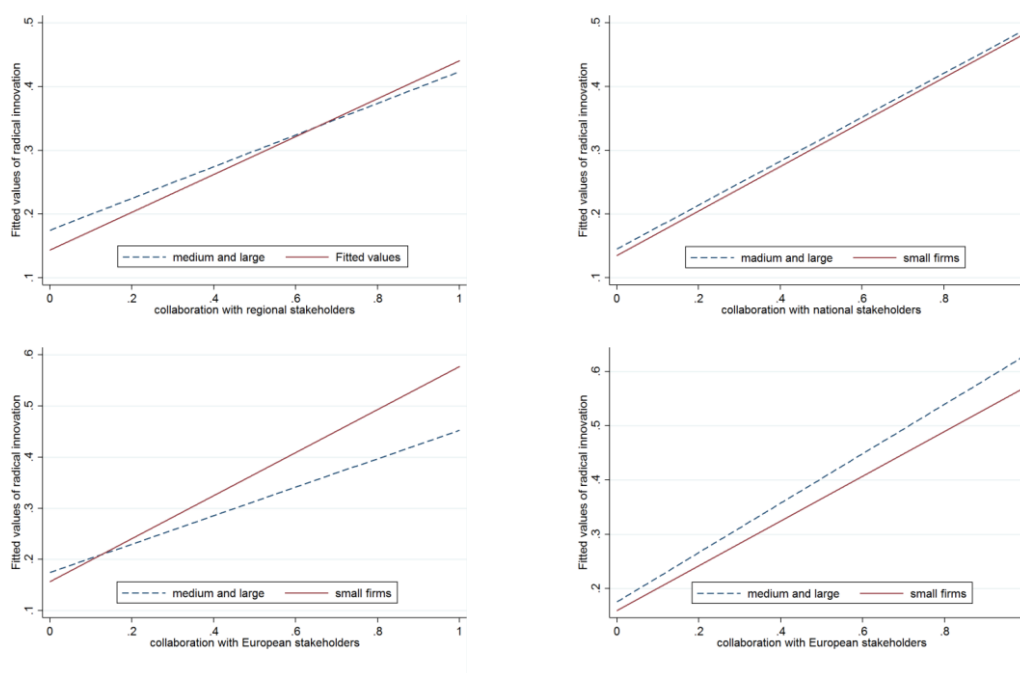 .5
.4
.3
.2
.1
Fitted values of radical innovation
medium and large Fitted values
0 .2 .4 .6 .8 1
collaboration with regional stakeholders
.5
.4
.3
.2
.1
Fitted values of radical innovation
madium and large small firms
0 .2 .4 .6 .8
collaboration with national stakeholders
.6
.5
.4
.3
.2
.1
Fitted values of radical innovation
medium and large small firms
0 .2 .4 .6 .8 1
collaboration with European stakeholders
.6
.5
.4
.3
.2
Fitted values of radical innovation
medium and large small firms
0 .2 .4 .6 .8
collaboration with European stakeholders